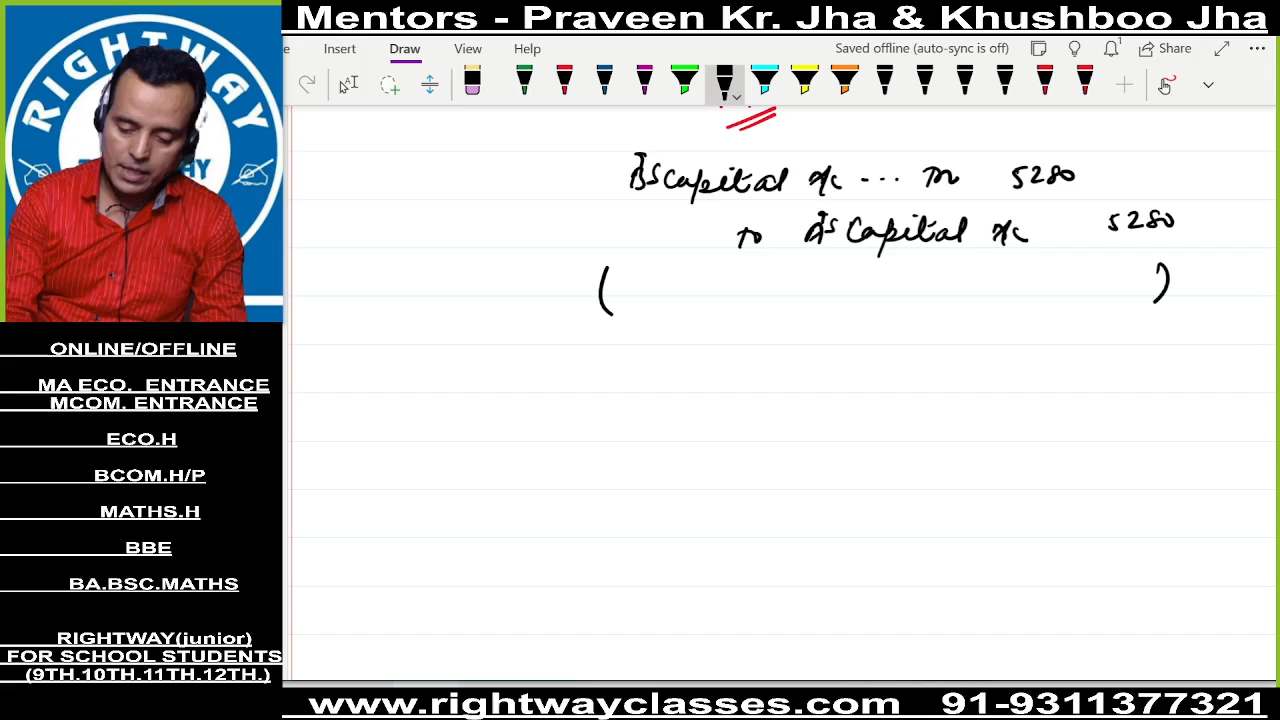 Mentors - Praveen Kr. Jha & Khushboo Jha
RIGHTWAY
Insert Draw View Help Saved offline (auto-sync is off) Share
B's Capital A/c ... Dr 5280
To A's Capital A/c 5280
( )
ONLINE/OFFLINE
MA ECO. ENTRANCE
MCOM. ENTRANCE
ECO.H
BCOM.H/P
MATHS.H
BBE
BA.BSC.MATHS
RIGHTWAY(junior)
FOR SCHOOL STUDENTS
(9TH.10TH.11TH.12TH.)
www.rightwayclasses.com 91-9311377321